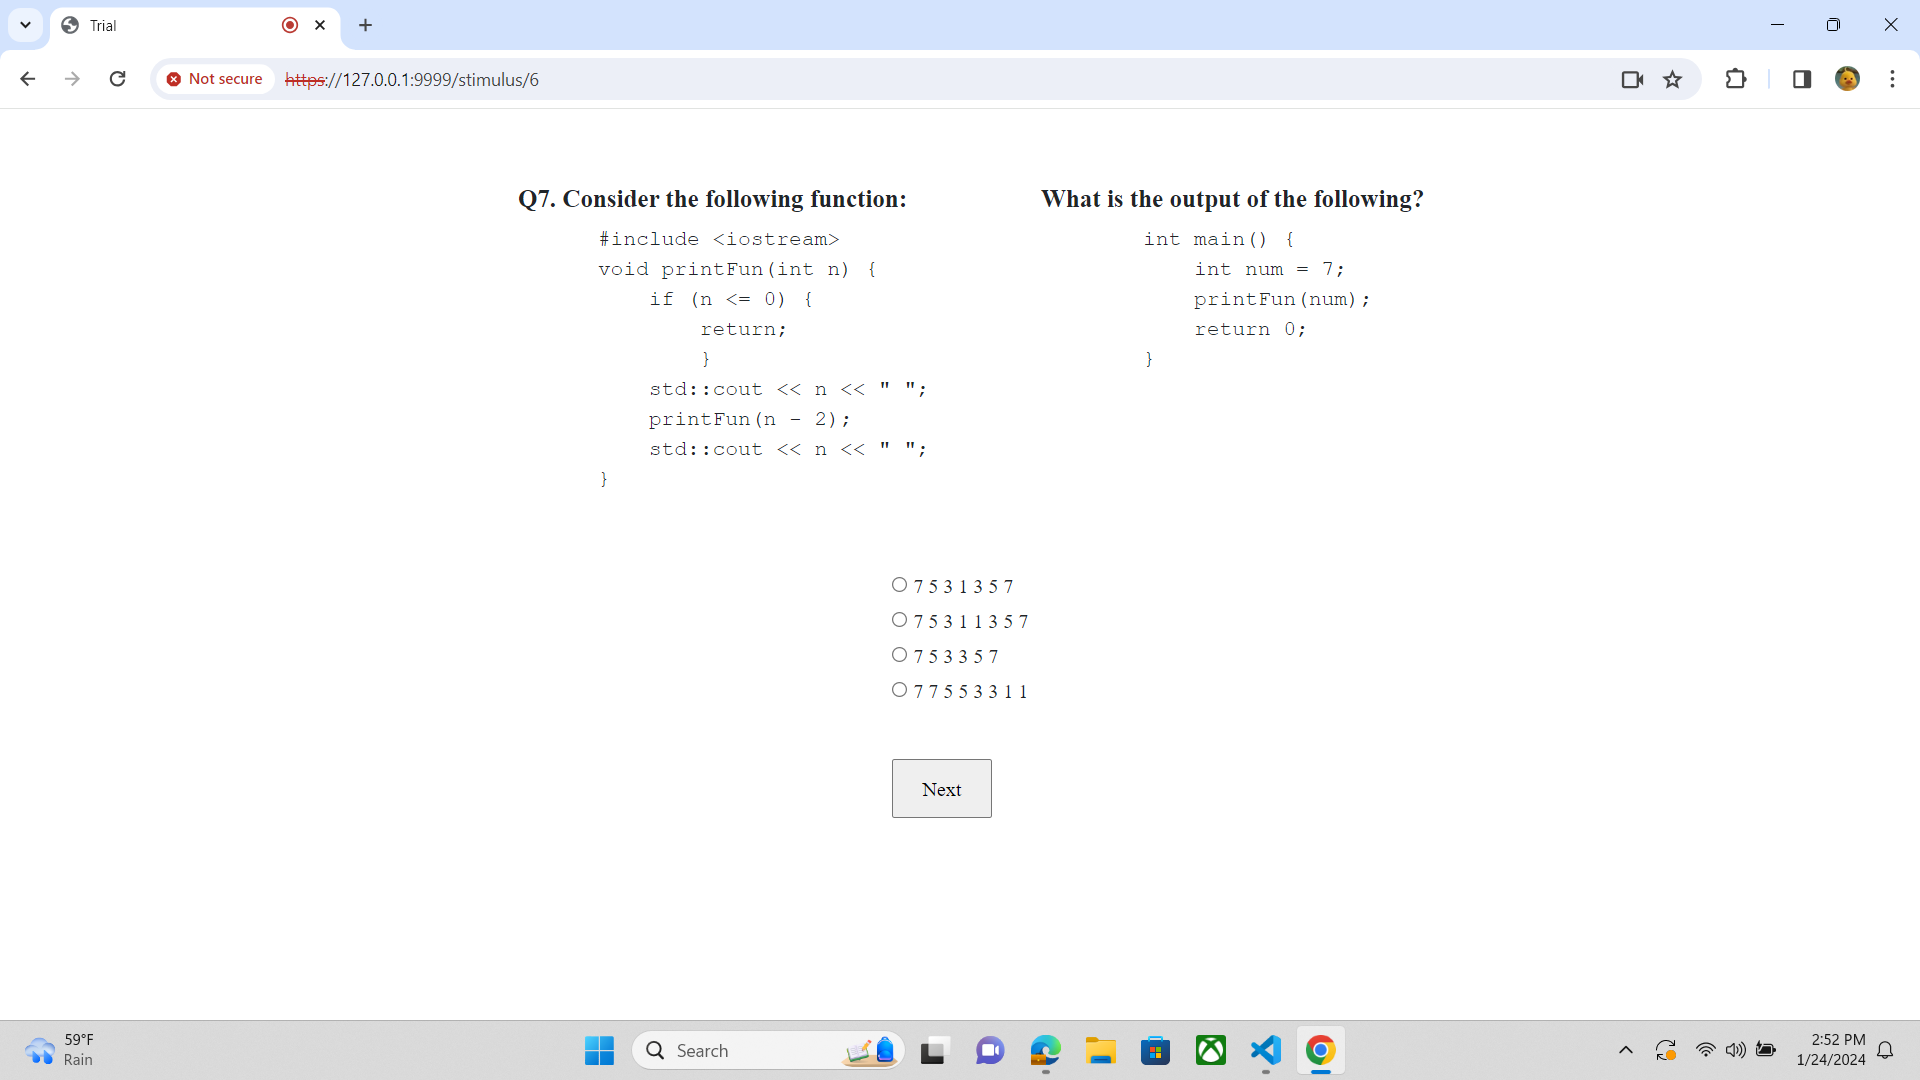 Trial
Not secure https://127.0.0.1:9999/stimulus/6
Q7. Consider the following function:
#include <iostream>
void printFun(int n) {
    if (n <= 0) {
        return;
        }
    std::cout << n << " ";
    printFun(n - 2);
    std::cout << n << " ";
}
What is the output of the following?
int main() {
    int num = 7;
    printFun(num);
    return 0;
}
7 5 3 1 3 5 7
7 5 3 1 1 3 5 7
7 5 3 3 5 7
7 7 5 5 3 3 1 1
Next
59°F
Rain
Search
2:52 PM
1/24/2024